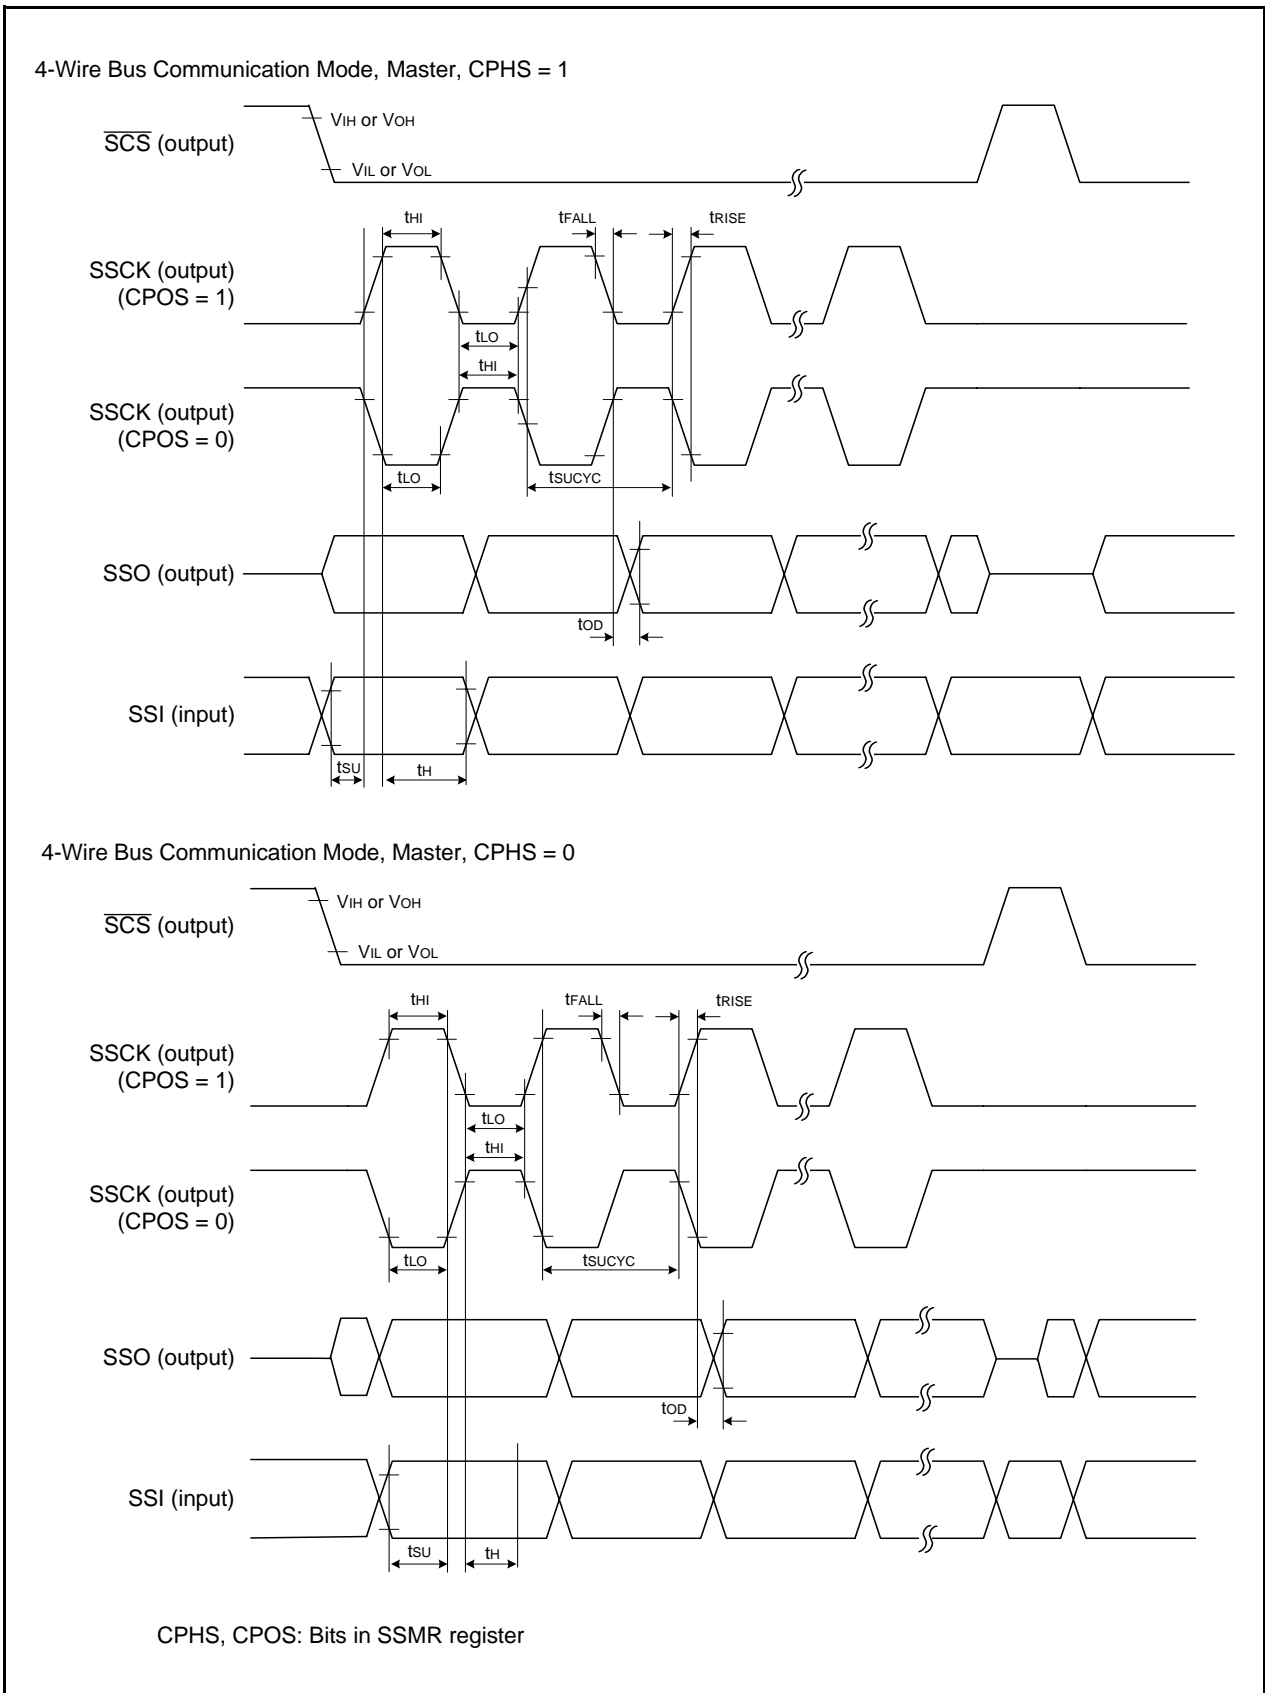 4-Wire Bus Communication Mode, Master, CPHS = 1
SCS (output)
VIH or VOH
VIL or VOL
tHI
tFALL
tRISE
SSCK (output)
(CPOS = 1)
tLO
tHI
SSCK (output)
(CPOS = 0)
tLO
tSUCYC
SSO (output)
tOD
SSI (input)
tSU
tH
4-Wire Bus Communication Mode, Master, CPHS = 0
SCS (output)
VIH or VOH
VIL or VOL
tHI
tFALL
tRISE
SSCK (output)
(CPOS = 1)
tLO
tHI
SSCK (output)
(CPOS = 0)
tLO
tSUCYC
SSO (output)
tOD
SSI (input)
tSU
tH
CPHS, CPOS: Bits in SSMR register